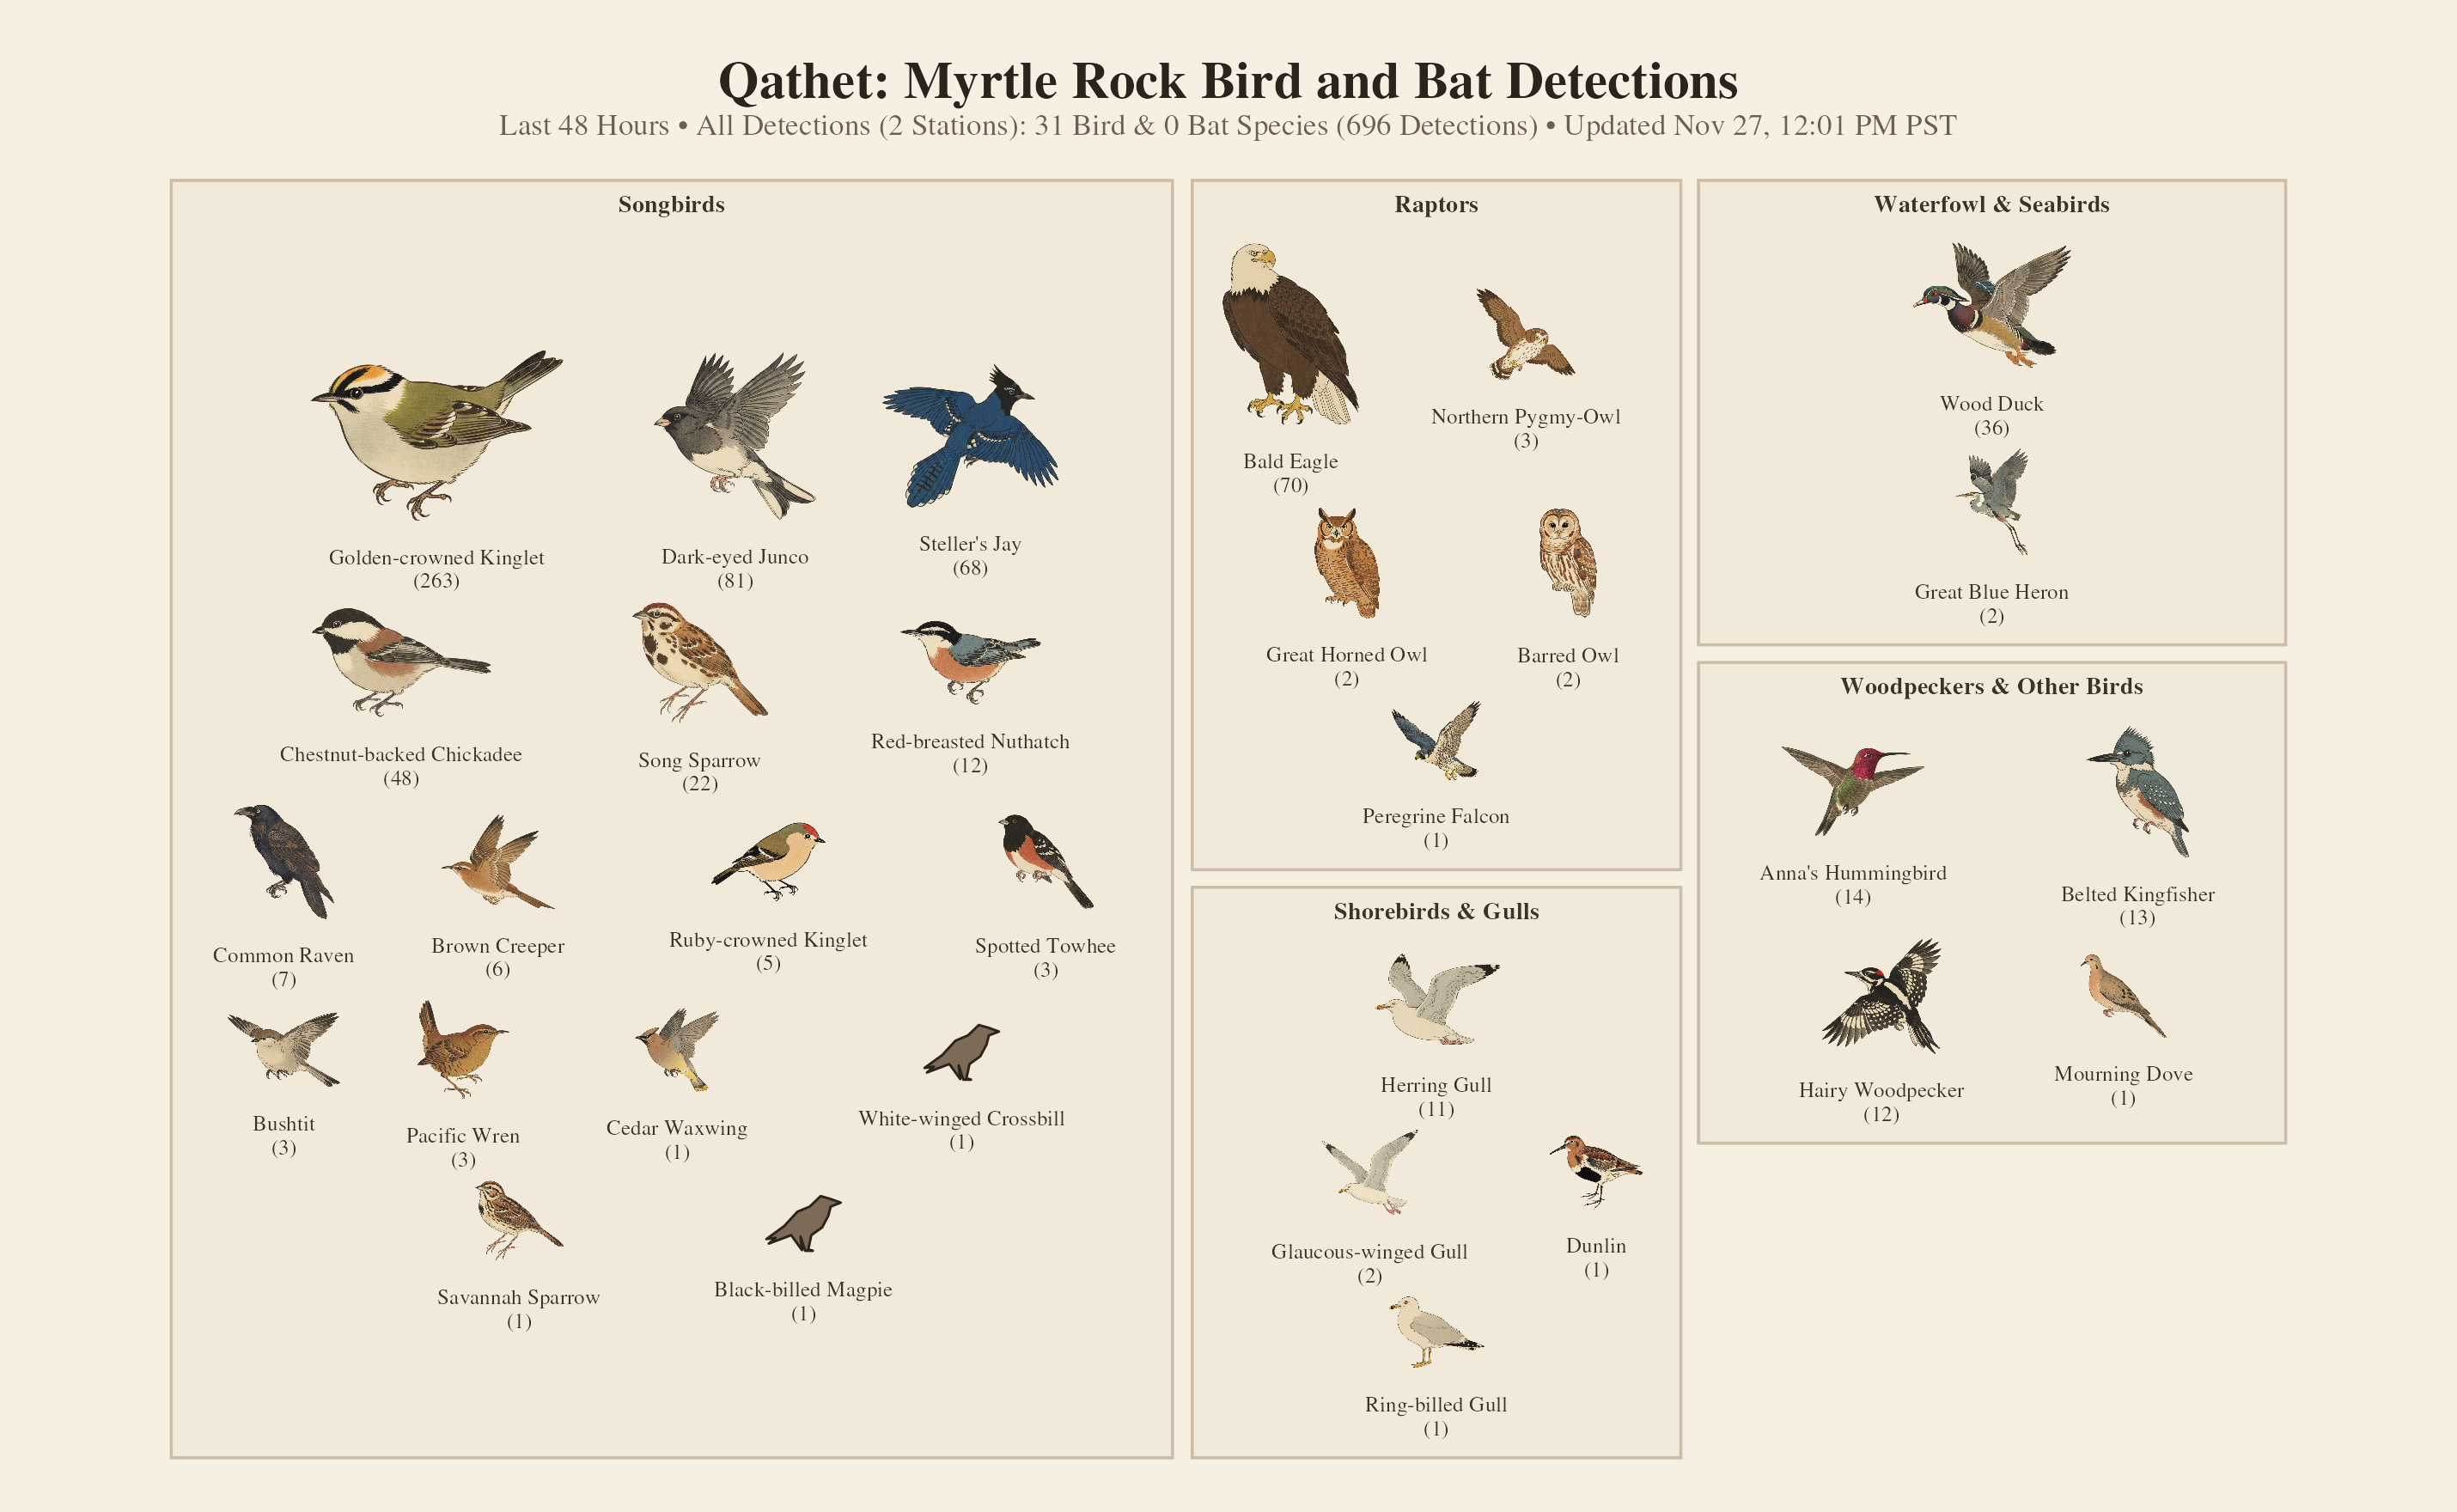 Qathet: Myrtle Rock Bird and Bat Detections
Last 48 Hours • All Detections (2 Stations): 31 Bird & 0 Bat Species (696 Detections) • Updated Nov 27, 12:01 PM PST
Songbirds
Golden-crowned Kinglet
(263)
Dark-eyed Junco
(81)
Steller's Jay
(68)
Chestnut-backed Chickadee
(48)
Song Sparrow
(22)
Red-breasted Nuthatch
(12)
Common Raven
(7)
Brown Creeper
(6)
Ruby-crowned Kinglet
(5)
Spotted Towhee
(3)
Bushtit
(3)
Pacific Wren
(3)
Cedar Waxwing
(1)
White-winged Crossbill
(1)
Savannah Sparrow
(1)
Black-billed Magpie
(1)
Raptors
Bald Eagle
(70)
Northern Pygmy-Owl
(3)
Great Horned Owl
(2)
Barred Owl
(2)
Peregrine Falcon
(1)
Shorebirds & Gulls
Herring Gull
(11)
Glaucous-winged Gull
(2)
Dunlin
(1)
Ring-billed Gull
(1)
Waterfowl & Seabirds
Wood Duck
(36)
Great Blue Heron
(2)
Woodpeckers & Other Birds
Anna's Hummingbird
(14)
Belted Kingfisher
(13)
Hairy Woodpecker
(12)
Mourning Dove
(1)